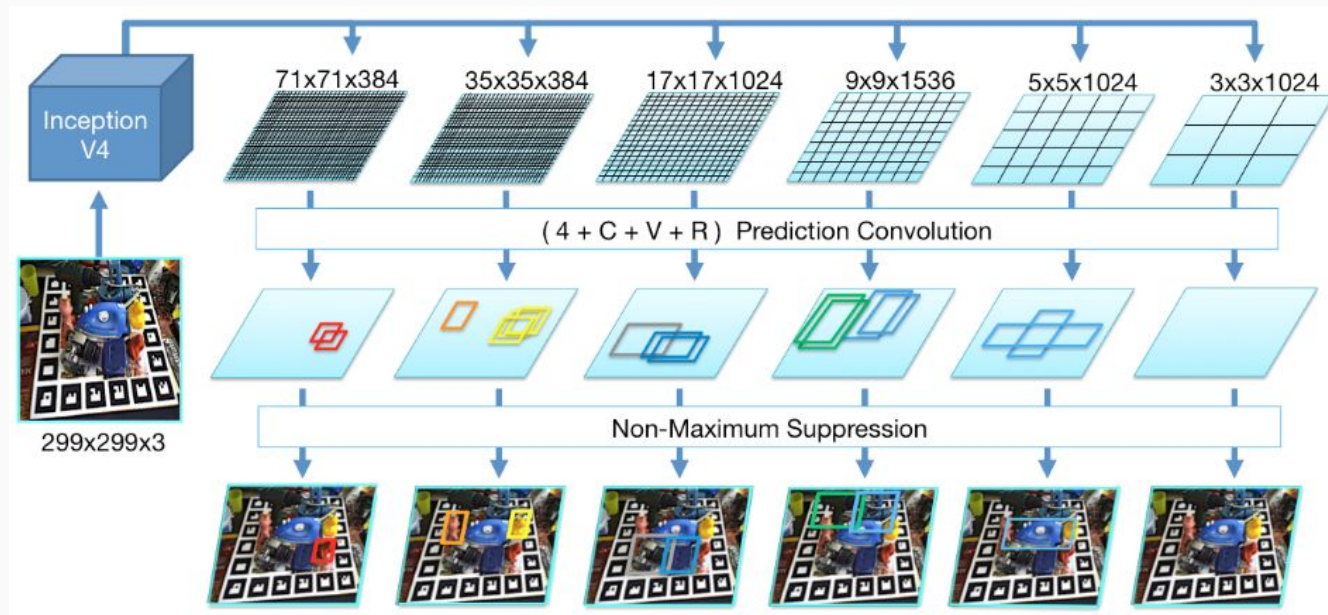 Inception
V4
71x71x384
35x35x384
17x17x1024
9x9x1536
5x5x1024
3x3x1024
( 4 + C + V + R ) Prediction Convolution
299x299x3
Non-Maximum Suppression